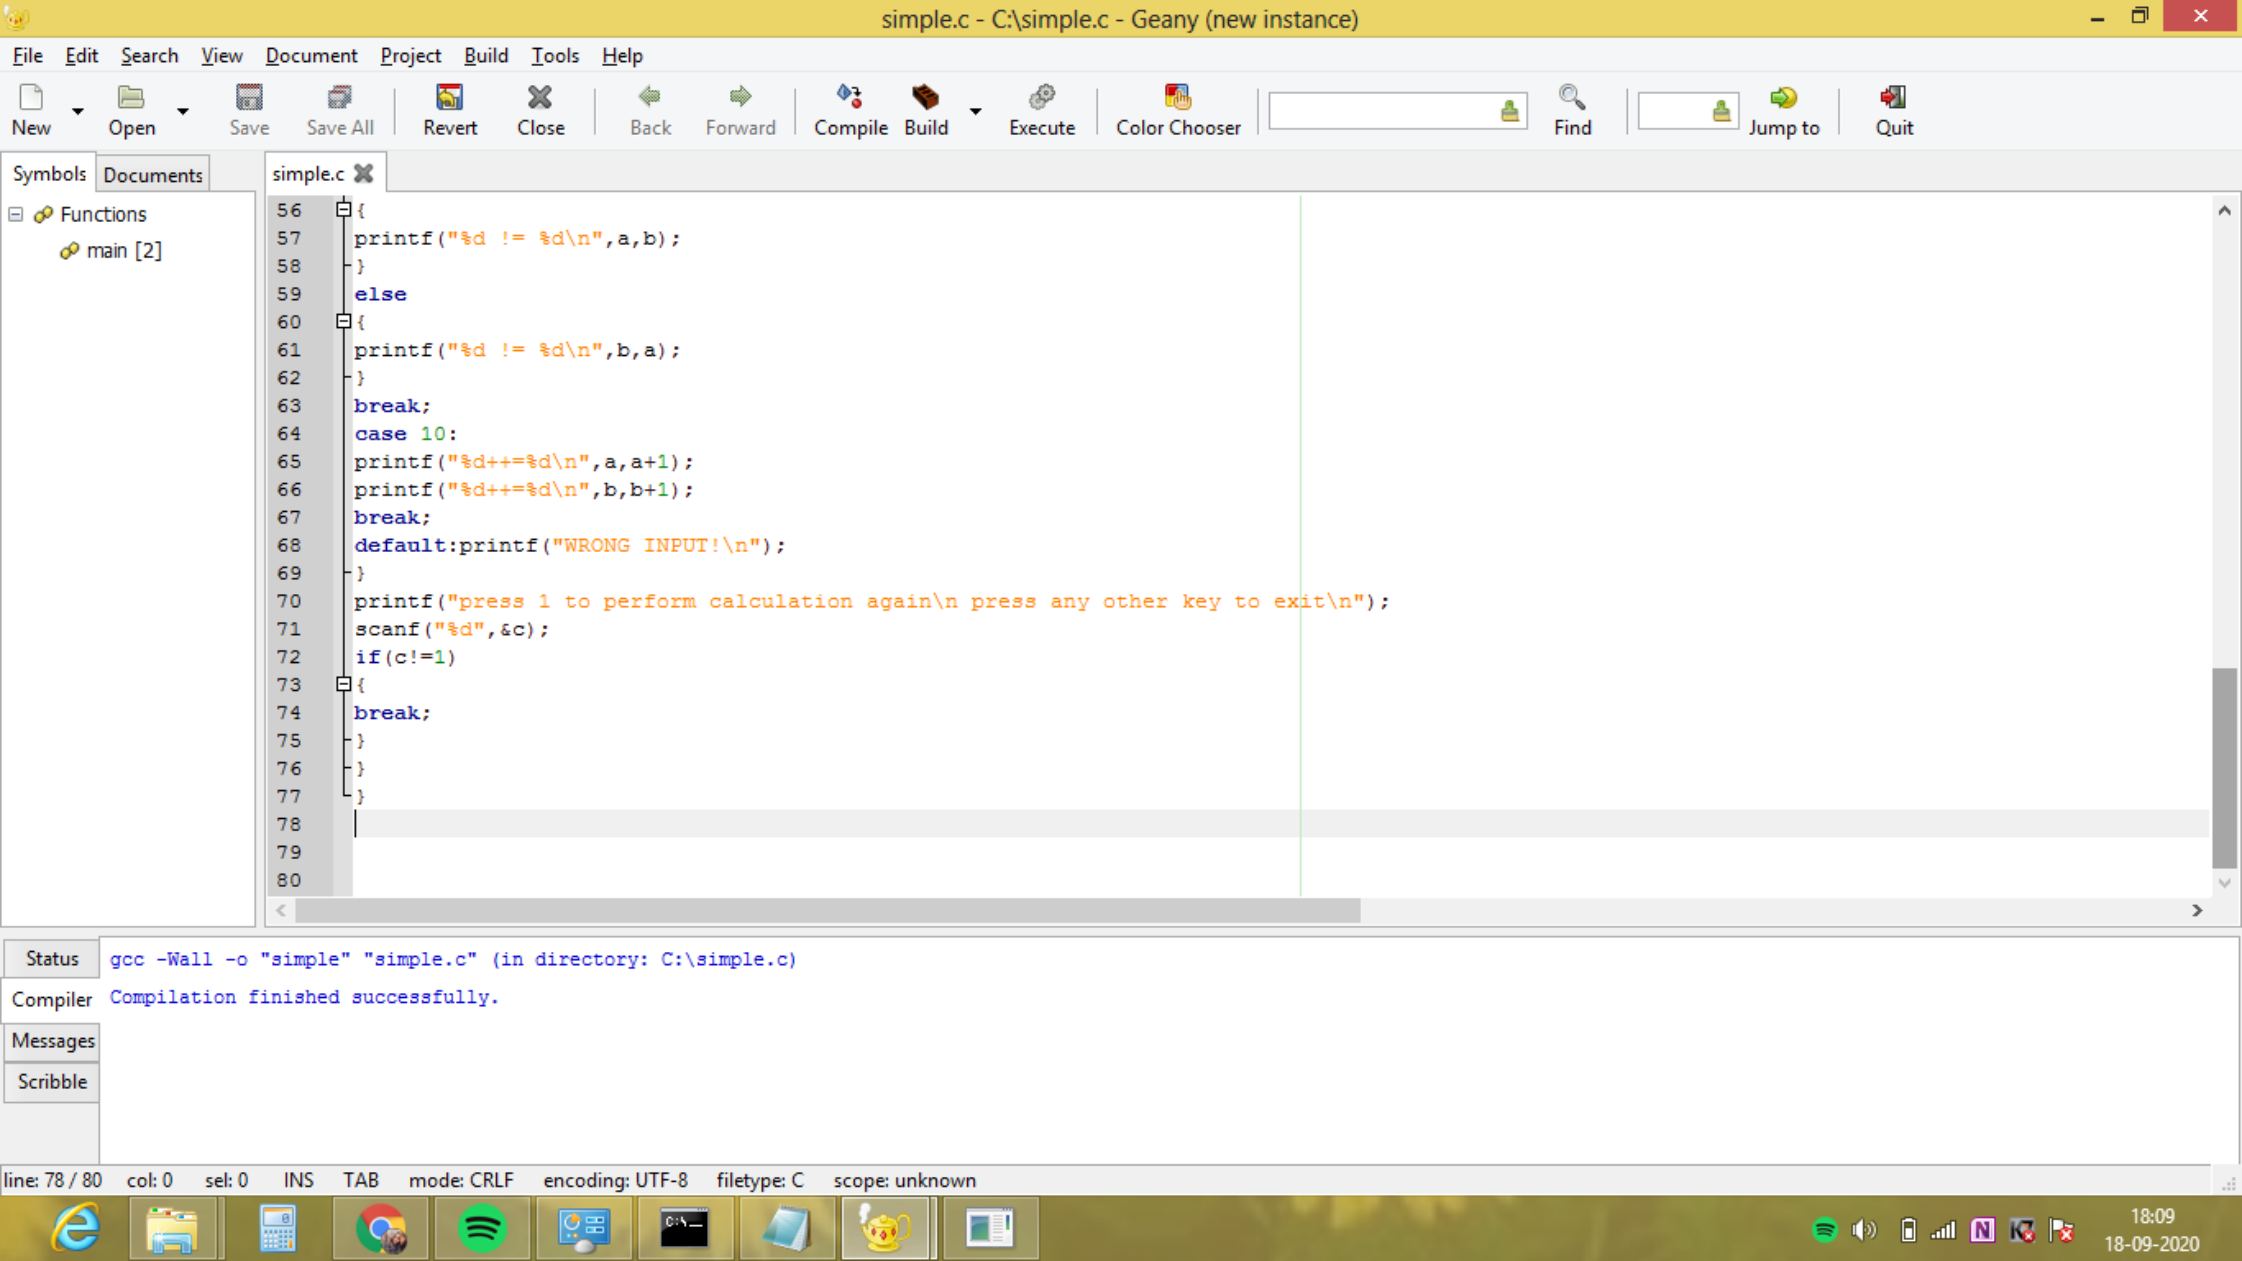 simple.c - C:\simple.c - Geany (new instance)
File Edit Search View Document Project Build Tools Help
New Open Save Save All Revert Close Back Forward Compile Build Execute Color Chooser Find Jump to Quit
Symbols Documents simple.c
Functions
main [2]
56 {
57 printf("%d != %d\n",a,b);
58 }
59 else
60 {
61 printf("%d != %d\n",b,a);
62 }
63 break;
64 case 10:
65 printf("%d++=%d\n",a,a+1);
66 printf("%d++=%d\n",b,b+1);
67 break;
68 default:printf("WRONG INPUT!\n");
69 }
70 printf("press 1 to perform calculation again\n press any other key to exit\n");
71 scanf("%d",&c);
72 if(c!=1)
73 {
74 break;
75 }
76 }
77 }
78
79
80
Status
Compiler
Messages
Scribble
gcc -Wall -o "simple" "simple.c" (in directory: C:\simple.c)
Compilation finished successfully.
line: 78 / 80 col: 0 sel: 0 INS TAB mode: CRLF encoding: UTF-8 filetype: C scope: unknown
C:\_
N
18:09
18-09-2020